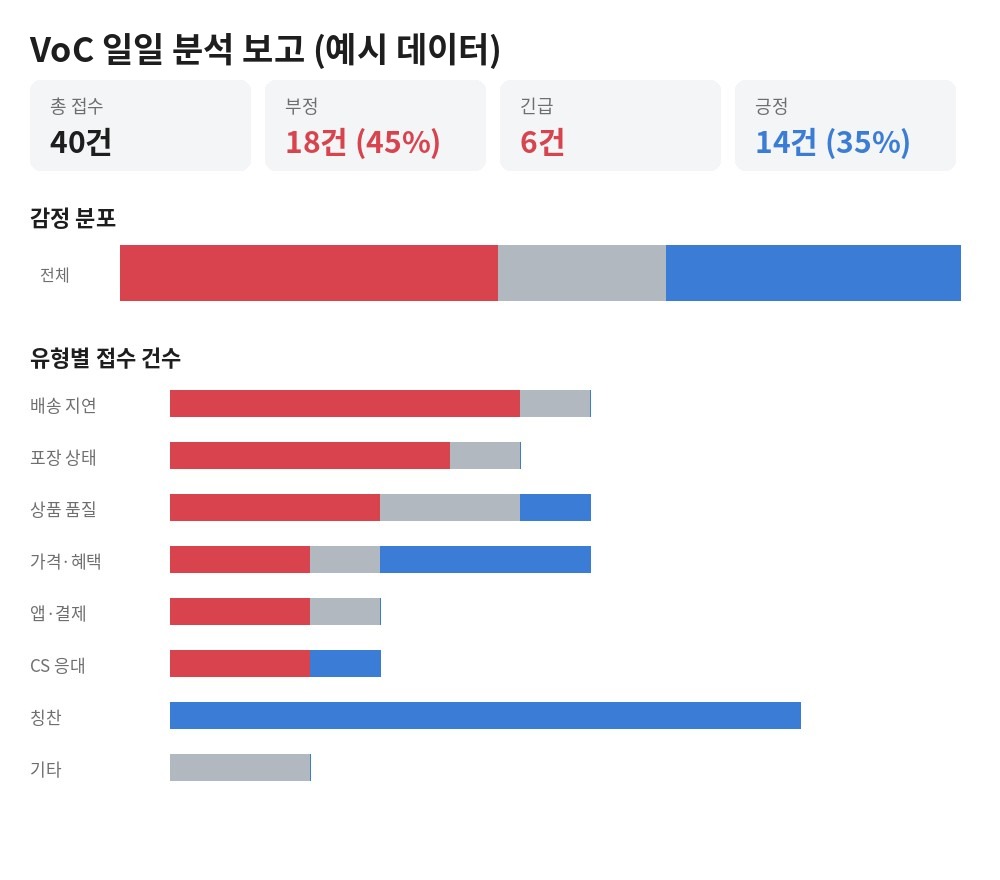 VoC 일일 분석 보고 (예시 데이터)
총 접수
40건
부정
18건 (45%)
긴급
6건
긍정
14건 (35%)
감정 분포
전체
유형별 접수 건수
배송 지연
포장 상태
상품 품질
가격·혜택
앱·결제
CS 응대
칭찬
기타